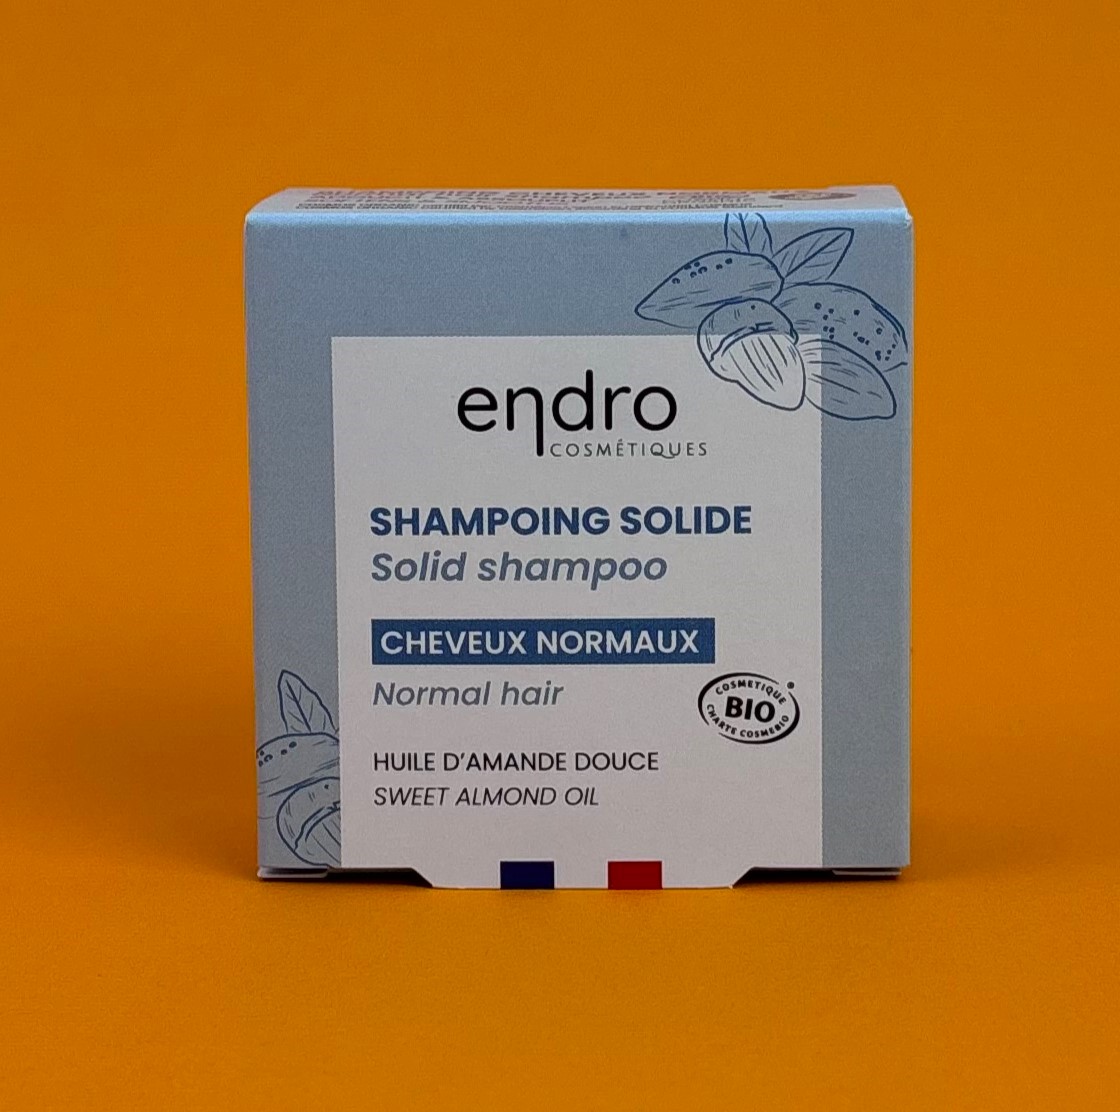 endro
COSMÉTIQUES
SHAMPOING SOLIDE
Solid shampoo
CHEVEUX NORMAUX
Normal hair
COSMETIQUE
BIO
CHARTE COSMEBIO
HUILE D'AMANDE DOUCE
SWEET ALMOND OIL